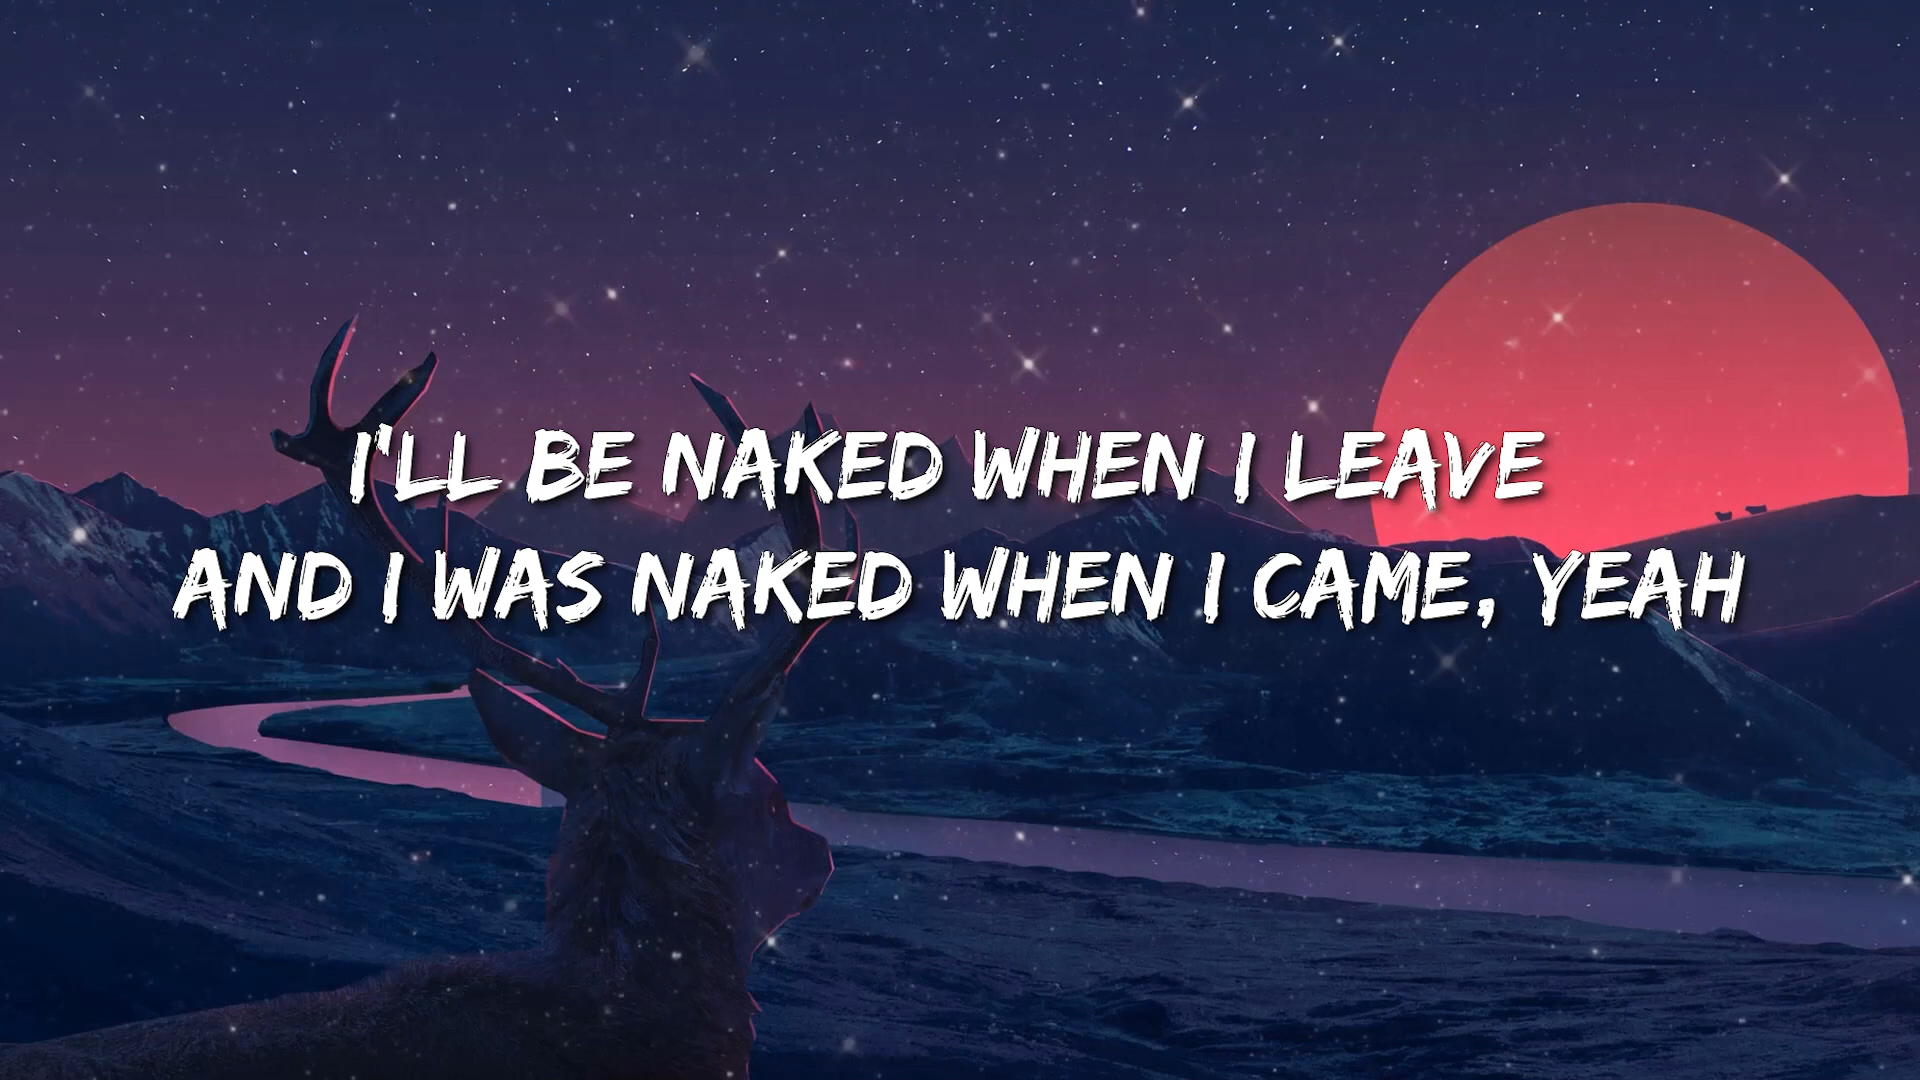 I'LL BE NAKED WHEN I LEAVE
AND I WAS NAKED WHEN I CAME, YEAH